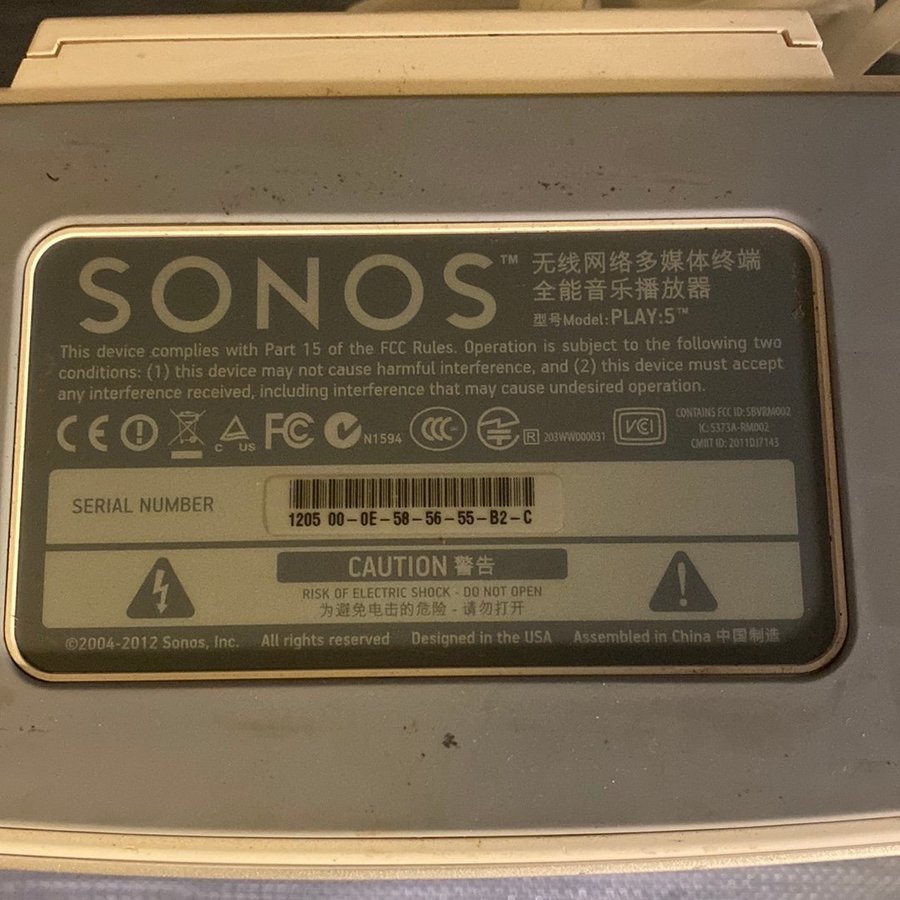 SONOS™
无线网络多媒体终端
全能音乐播放器
型号Model: PLAY:5™
This device complies with Part 15 of the FCC Rules. Operation is subject to the following two
conditions: (1) this device may not cause harmful interference, and (2) this device must accept
any interference received, including interference that may cause undesired operation.
CE FC N1594 CCC R 203WW000031 VCI
C US
CONTAINS FCC ID: SBVRM002
IC: 5373A-RM002
CMIIT ID: 2011DJ7143
SERIAL NUMBER
1205 00-0E-58-56-55-B2-C
CAUTION 警告
RISK OF ELECTRIC SHOCK - DO NOT OPEN
为避免电击的危险 - 请勿打开
©2004-2012 Sonos, Inc. All rights reserved Designed in the USA Assembled in China 中国制造